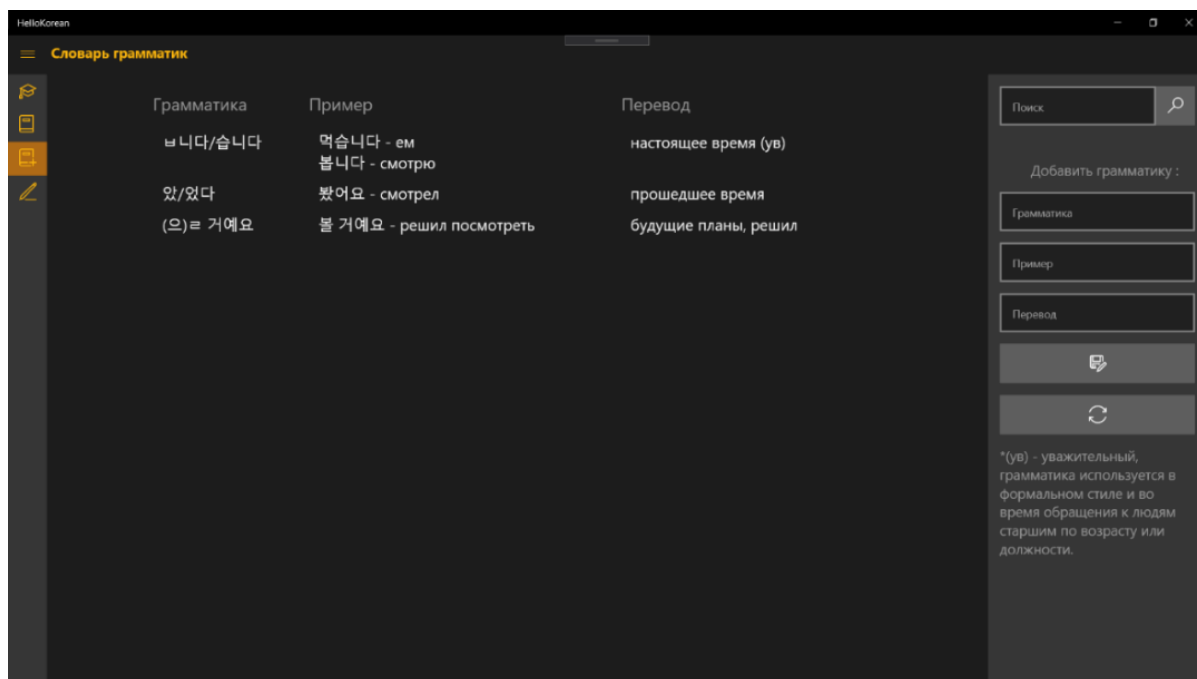 HelloKorean
Словарь грамматик
Грамматика Пример Перевод
ㅂ니다/습니다 먹습니다 - ем настоящее время (ув)
봅니다 - смотрю
았/었다 봤어요 - смотрел прошедшее время
(으)ㄹ 거예요 볼 거예요 - решил посмотреть будущие планы, решил
Поиск
Добавить грамматику :
Грамматика
Пример
Перевод
*(ув) - уважительный,
грамматика используется в
формальном стиле и во
время обращения к людям
старшим по возрасту или
должности.